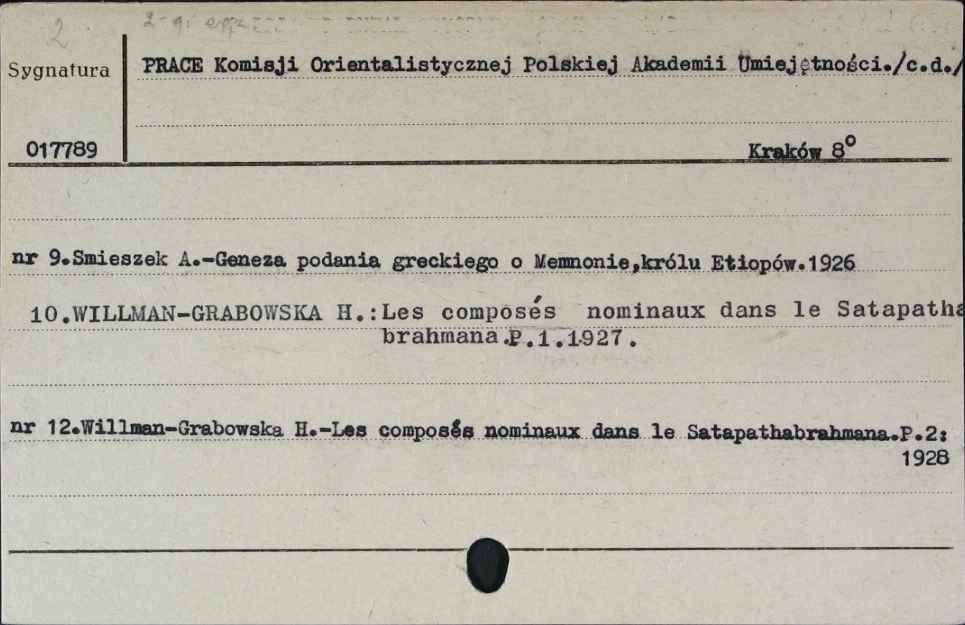 2
Sygnatura
PRACE Komisji Orientalistycznej Polskiej Akademii Umiejętności./c.d./
017789
Kraków 8°
nr 9.Smieszek A.-Geneza podania greckiego o Memnonie,królu Etiopów.1926
10.WILLMAN-GRABOWSKA H.:Les composés nominaux dans le Satapatha
brahmana.P.1.1927.
nr 12.Willman-Grabowska H.-Les composés nominaux dans le Satapathabrahmana.P.2:
1928